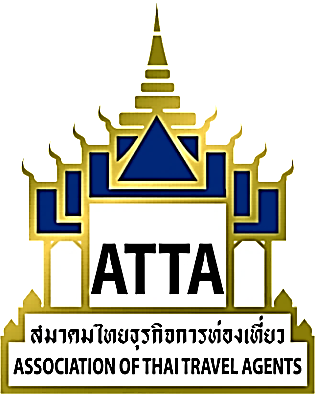 ATTA
สมาคมไทยธุรกิจการท่องเที่ยว
ASSOCIATION OF THAI TRAVEL AGENTS